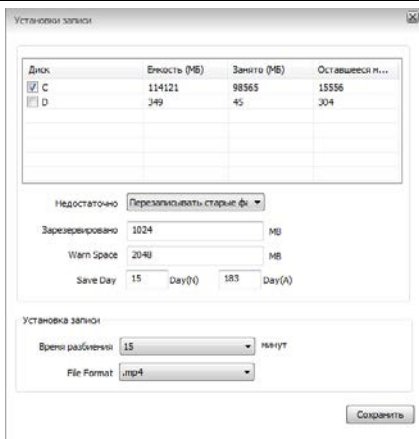 Установки записи
Диск Емкость (МБ) Занято (МБ) Оставшееся м...
C 114121 98565 15556
D 349 45 304
Недостаточно Перезаписывать старые фа
Зарезервировано 1024 MB
Warn Space 2048 MB
Save Day 15 Day(N) 183 Day(A)
Установка записи
Время разбиения 15 минут
File Format .mp4
Сохранить